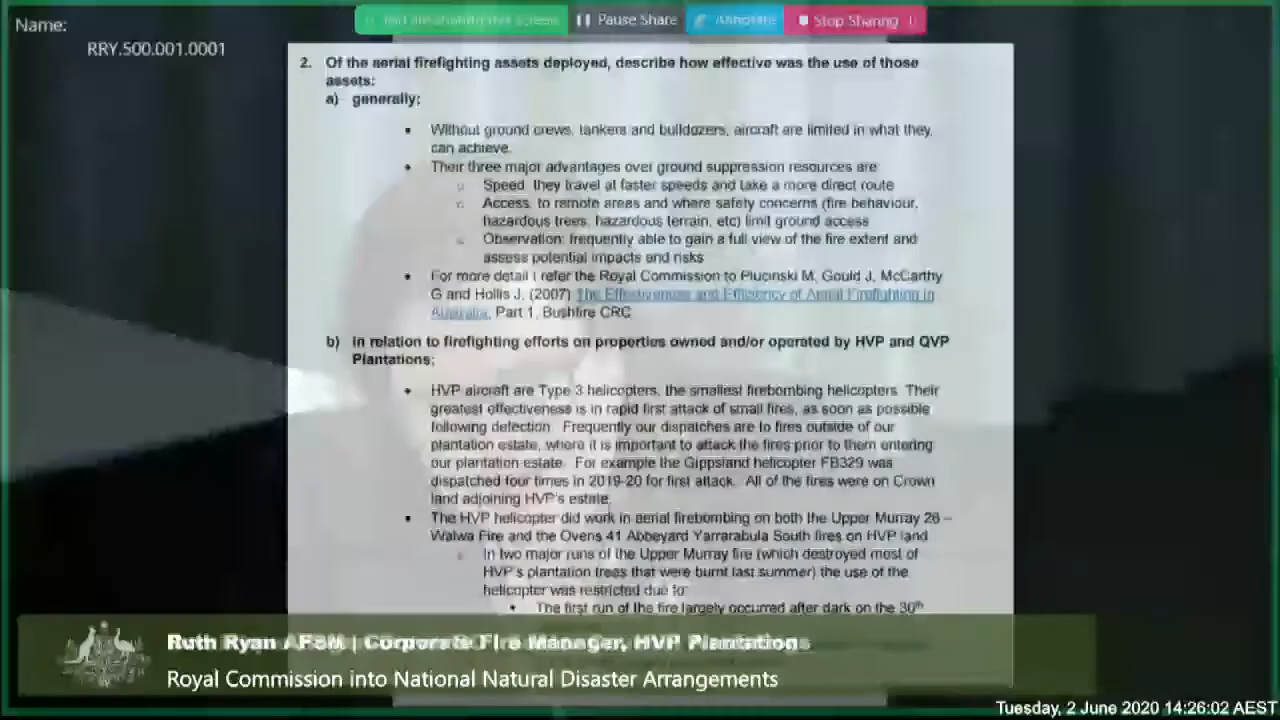 Name:
RRY.500.001.0001
Pause Share
Annotate
Stop Sharing
2. Of the aerial firefighting assets deployed, describe how effective was the use of those
assets:
a) generally;
• Without ground crews, tankers and bulldozers, aircraft are limited in what they
can achieve.
• Their three major advantages over ground suppression resources are
o Speed: they travel at faster speeds and take a more direct route
o Access: to remote areas and where safety concerns (fire behaviour,
hazardous trees, hazardous terrain, etc) limit ground access
o Observation: frequently able to gain a full view of the fire extent and
assess potential impacts and risks
• For more detail I refer the Royal Commission to Plucinski M, Gould J, McCarthy
G and Hollis J. (2007) The Effectiveness and Efficiency of Aerial Firefighting in
Australia, Part 1, Bushfire CRC
b) In relation to firefighting efforts on properties owned and/or operated by HVP and QVP
Plantations;
• HVP aircraft are Type 3 helicopters, the smallest firebombing helicopters. Their
greatest effectiveness is in rapid first attack of small fires, as soon as possible
following detection. Frequently our dispatches are to fires outside of our
plantation estate, where it is important to attack the fires prior to them entering
our plantation estate. For example the Gippsland helicopter FB329 was
dispatched four times in 2019-20 for first attack. All of the fires were on Crown
land adjoining HVP's estate.
• The HVP helicopter did work in aerial firebombing on both the Upper Murray 26 –
Walwa Fire and the Ovens 41 Abbeyard Yarrarabula South fires on HVP land
o In two major runs of the Upper Murray fire (which destroyed most of
HVP's plantation trees that were burnt last summer) the use of the
helicopter was restricted due to:
▪ The first run of the fire largely occurred after dark on the 30th
Ruth Ryan AFSM | Corporate Fire Manager, HVP Plantations
Royal Commission into National Natural Disaster Arrangements
Tuesday, 2 June 2020 14:26:02 AEST